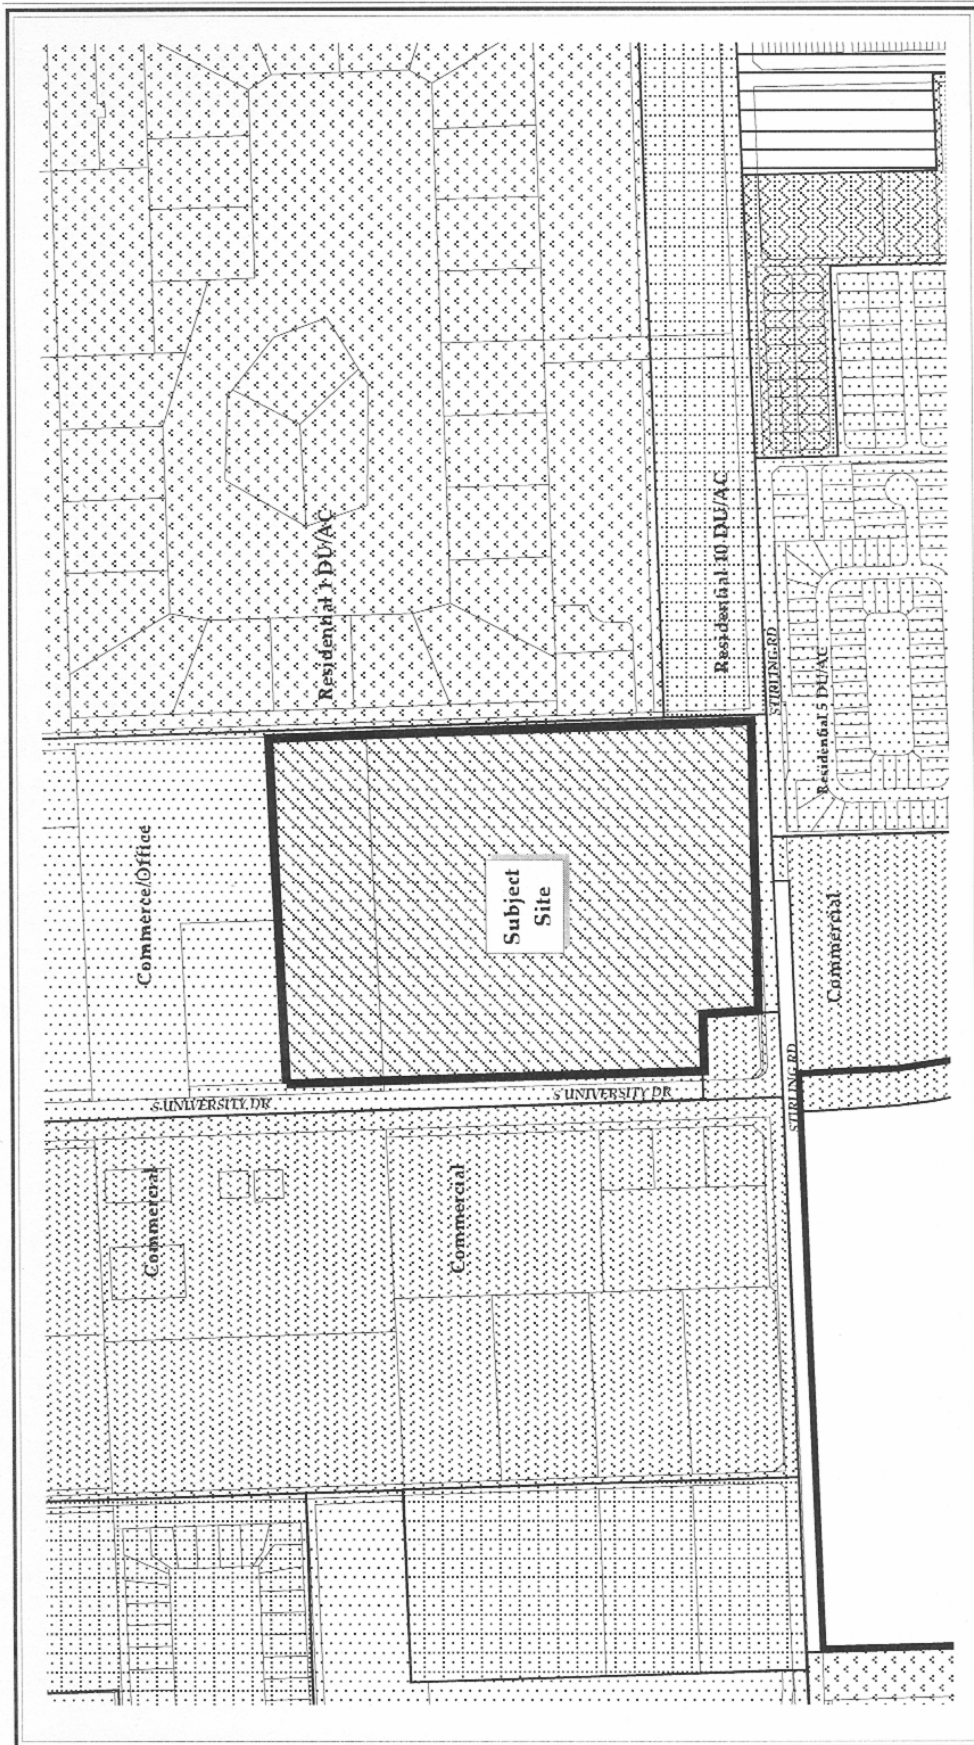 Residential 1 DU/AC
Residential 10 DU/AC
STIRLING RD
Residential 5 DU/AC
Commerce/Office
Subject
Site
Commercial
S UNIVERSITY DR
S UNIVERSITY DR
STIRLING RD
Commercial
Commercial